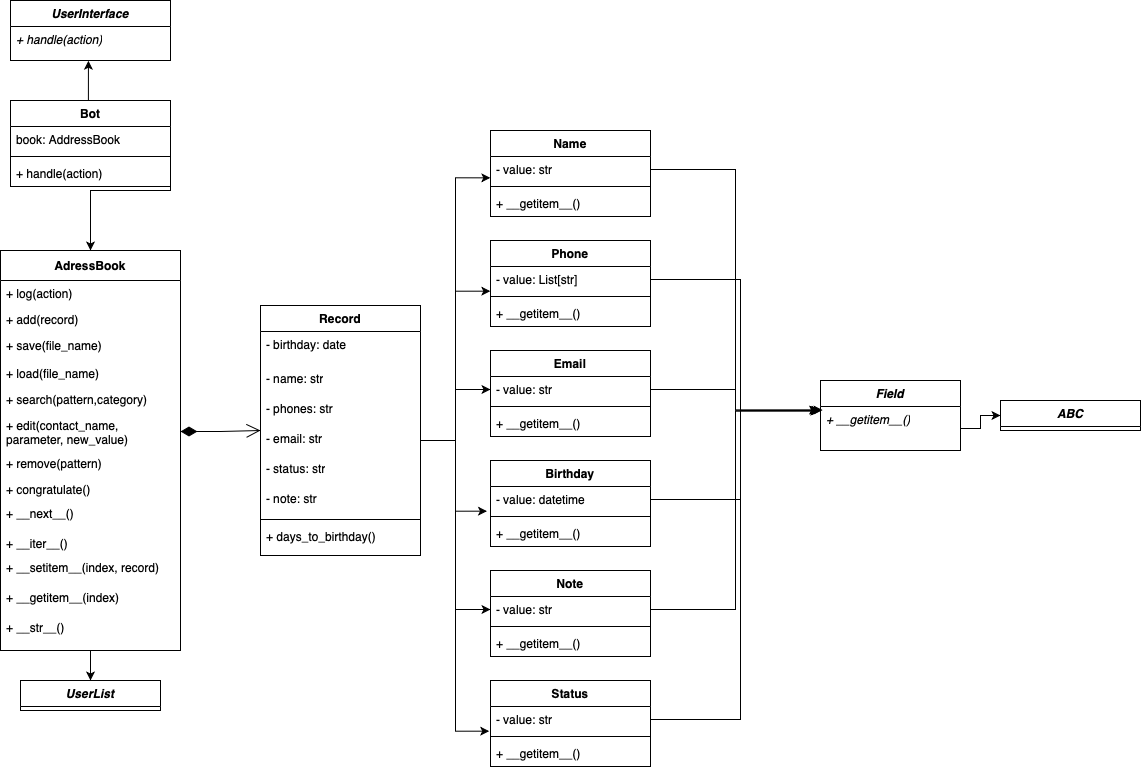 UserInterface
+ handle(action)
Bot
book: AddressBook
+ handle(action)
AdressBook
+ log(action)
+ add(record)
+ save(file_name)
+ load(file_name)
+ search(pattern,category)
+ edit(contact_name,
parameter, new_value)
+ remove(pattern)
+ congratulate()
+ __next__()
+ __iter__()
+ __setitem__(index, record)
+ __getitem__(index)
+ __str__()
UserList
Record
- birthday: date
- name: str
- phones: str
- email: str
- status: str
- note: str
+ days_to_birthday()
Name
- value: str
+ __getitem__()
Phone
- value: List[str]
+ __getitem__()
Email
- value: str
+ __getitem__()
Birthday
- value: datetime
+ __getitem__()
Note
- value: str
+ __getitem__()
Status
- value: str
+ __getitem__()
Field
+ __getitem__()
ABC